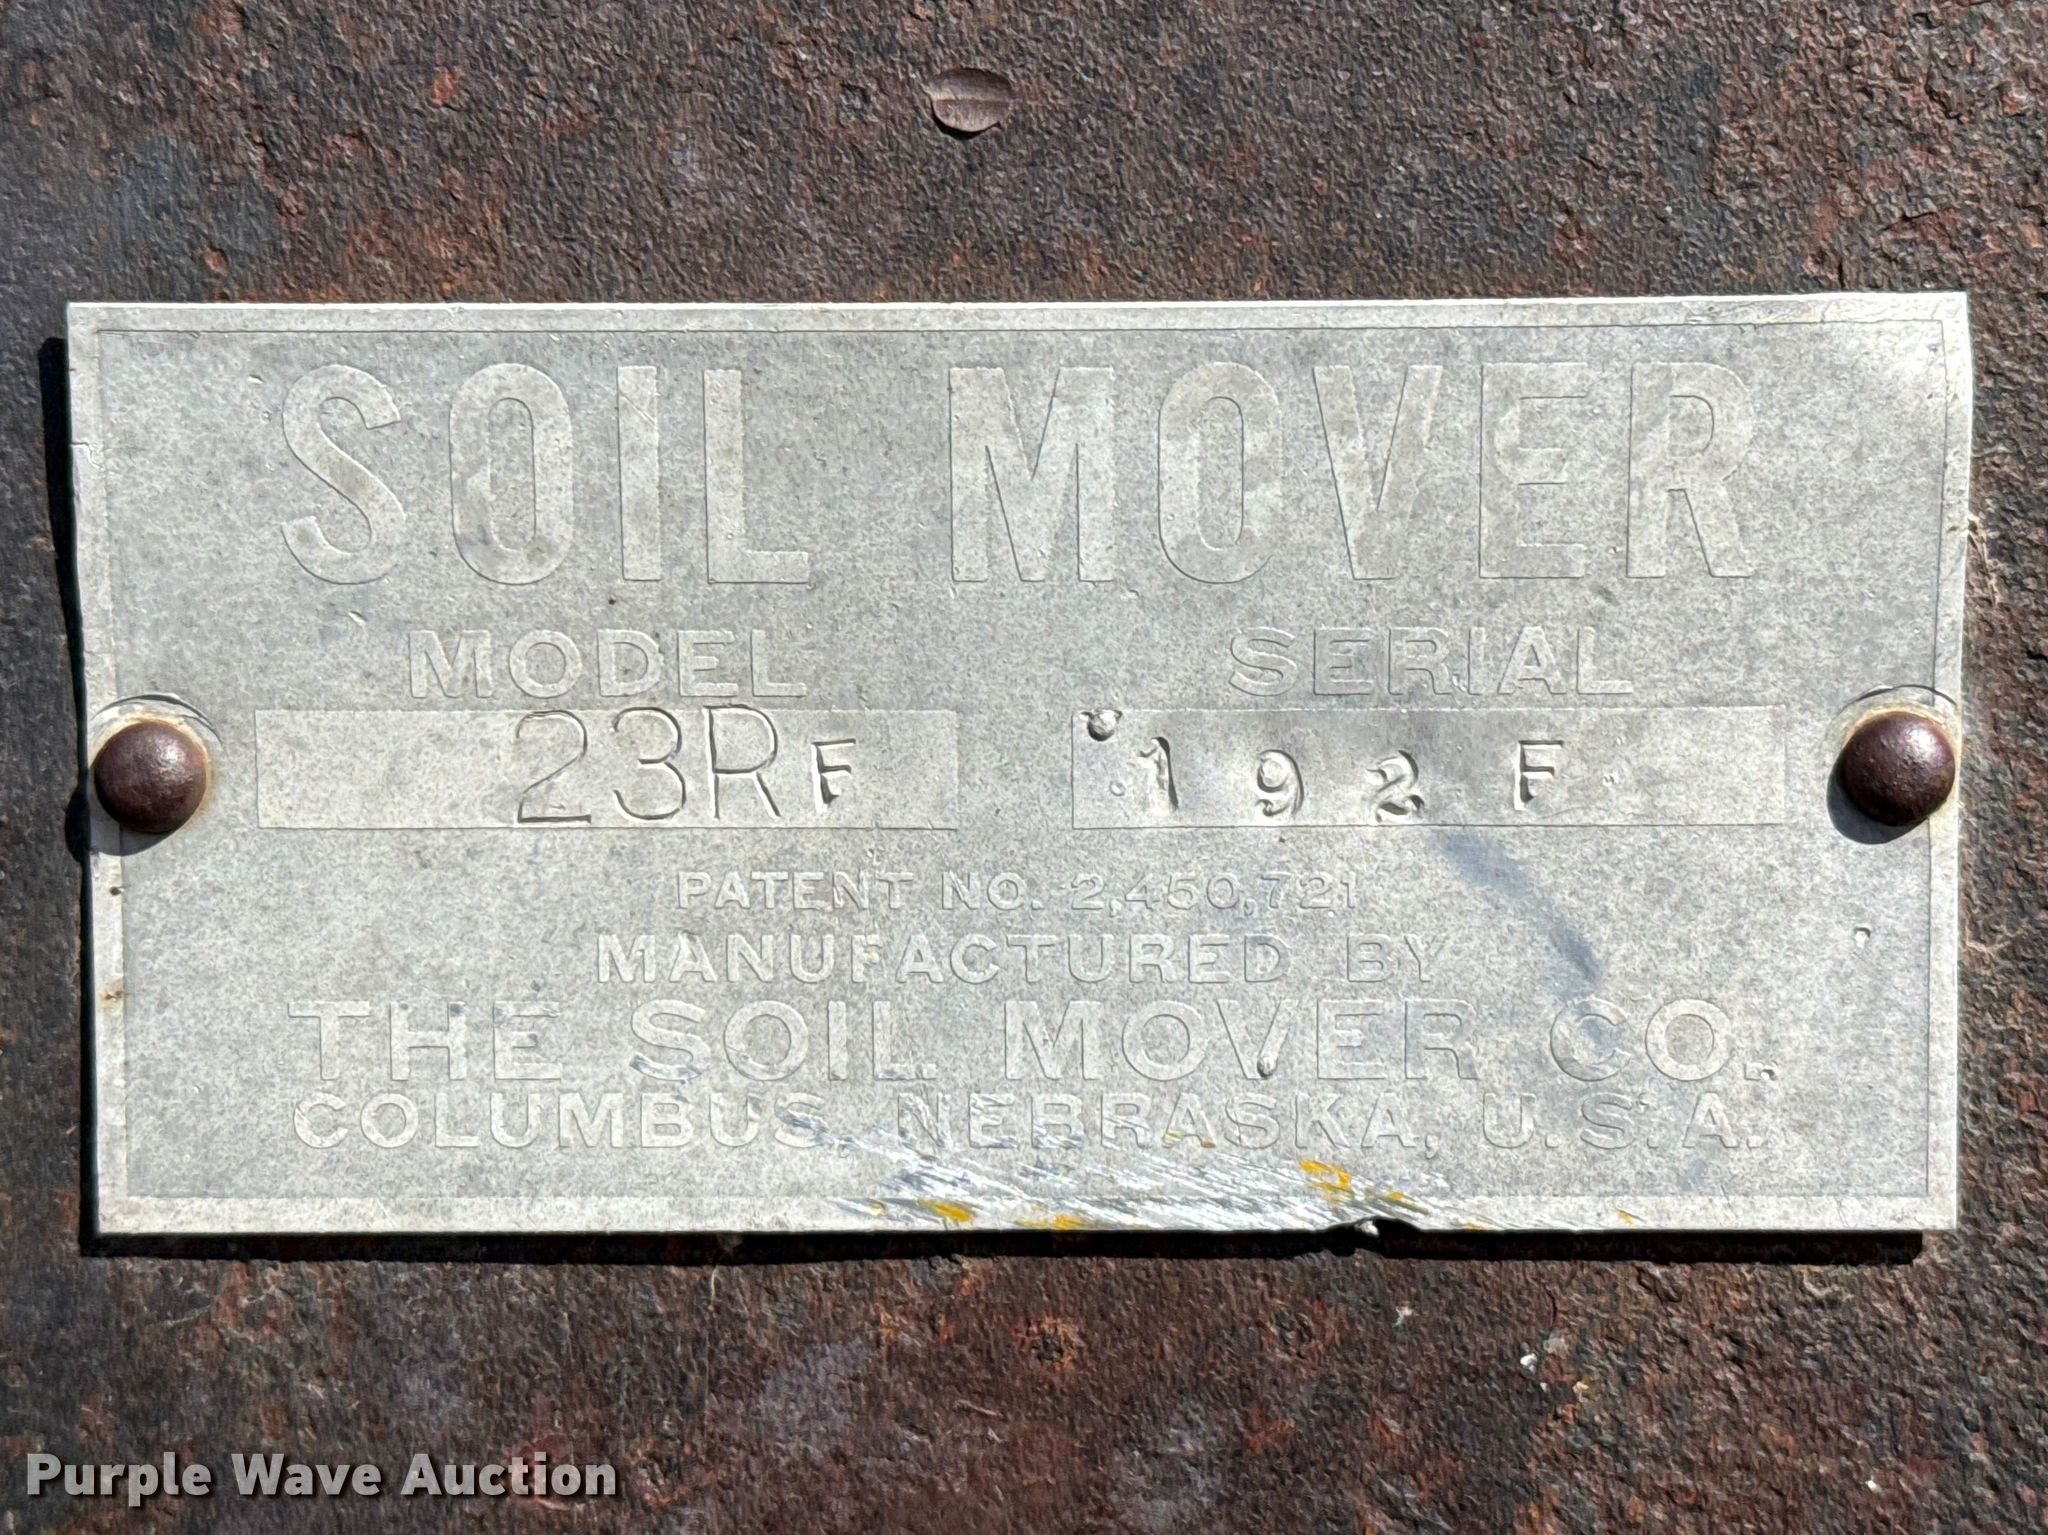 SOIL MOVER
MODEL SERIAL
23RF 192 F
PATENT NO. 2,450,721
MANUFACTURED BY
THE SOIL MOVER CO.
COLUMBUS, NEBRASKA, U.S.A.
Purple Wave Auction